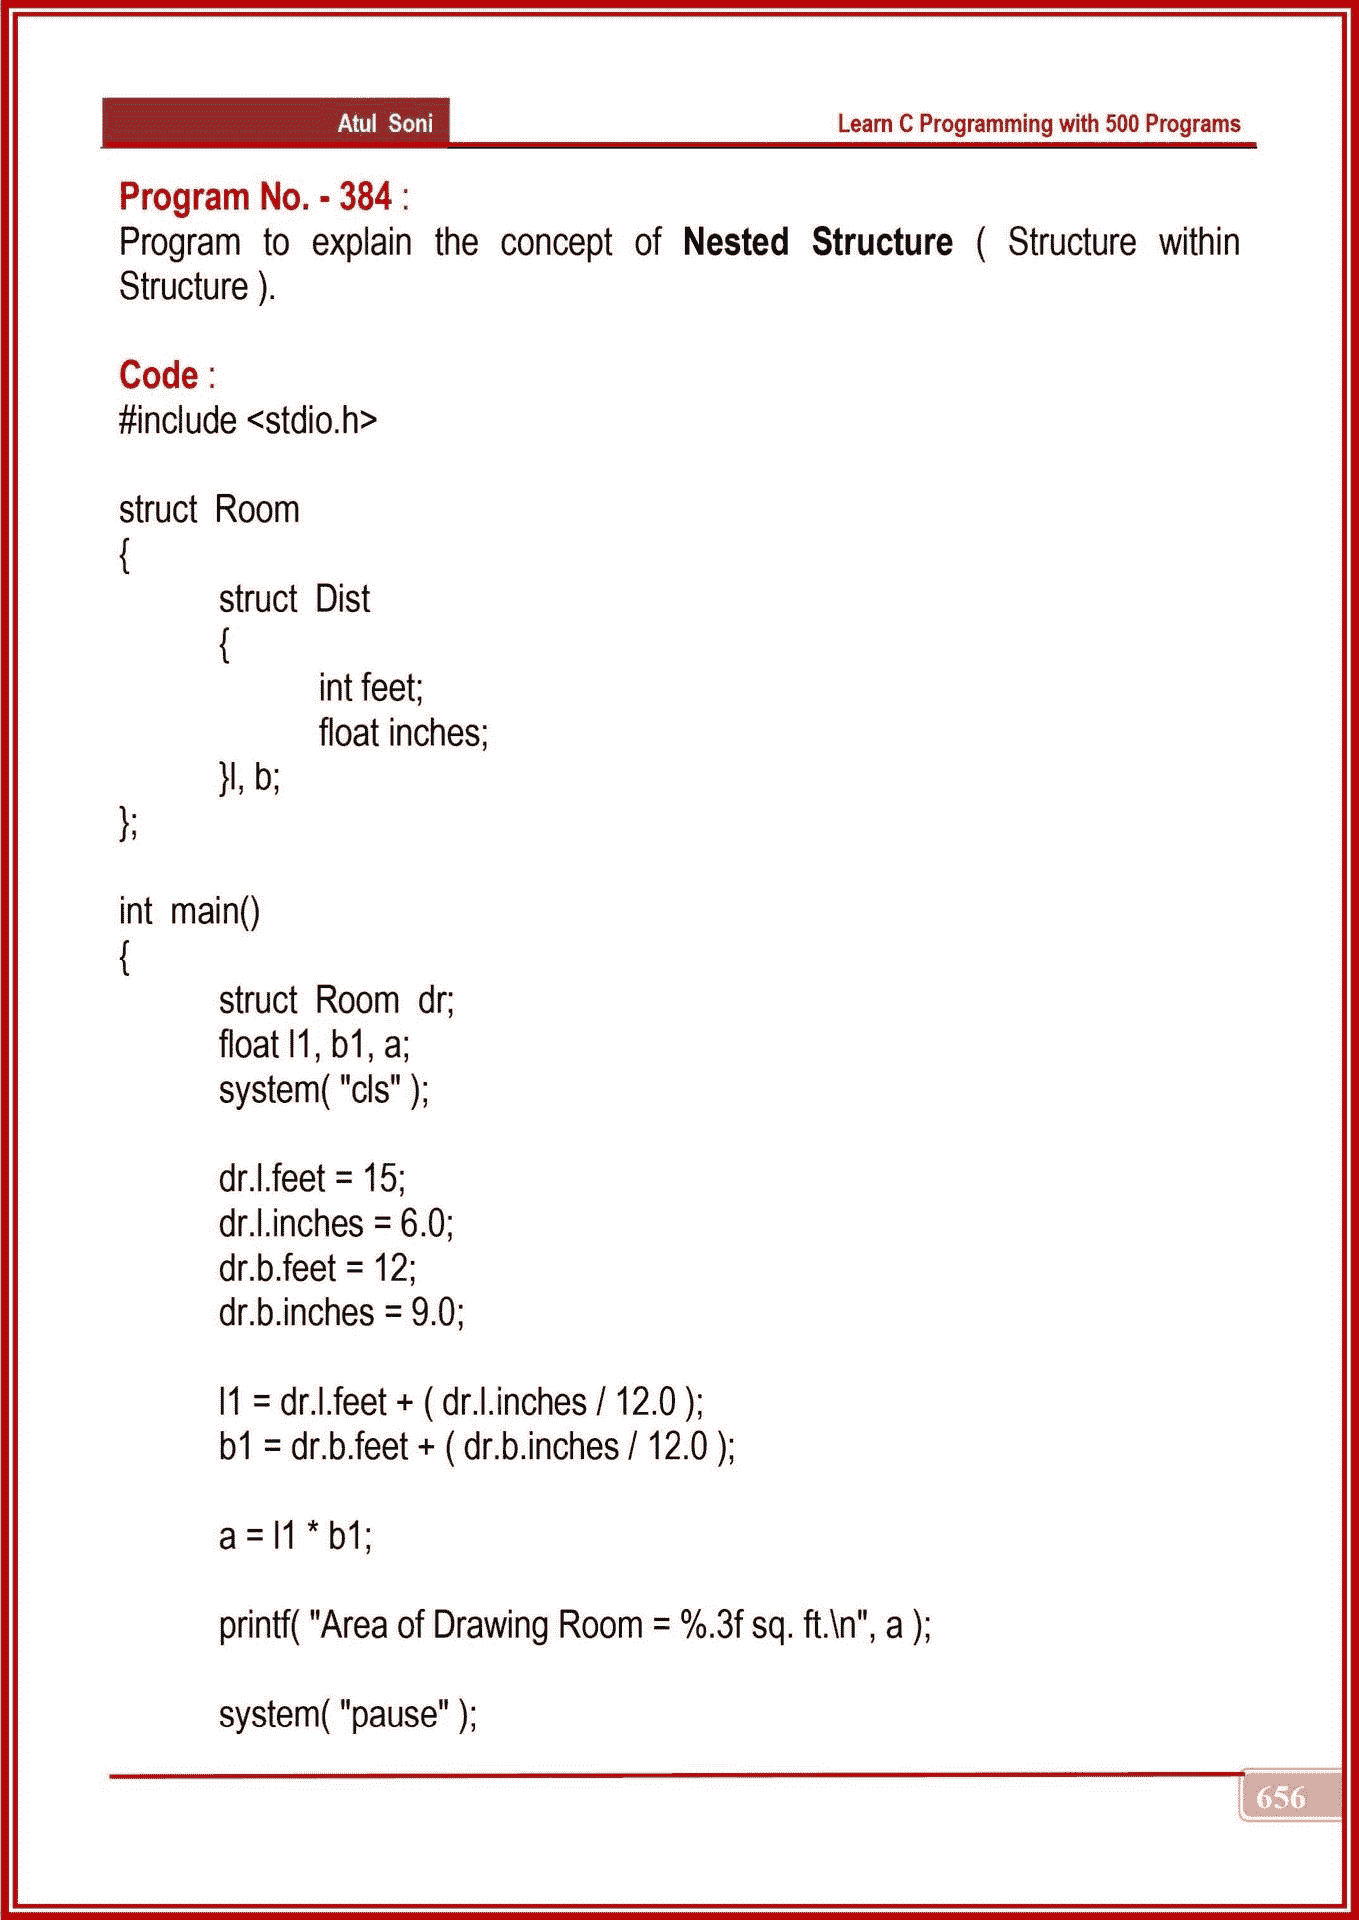 Atul Soni
Learn C Programming with 500 Programs
Program No. - 384 :
Program to explain the concept of Nested Structure ( Structure within
Structure ).
Code :
#include <stdio.h>
struct Room
{
struct Dist
{
int feet;
float inches;
}l, b;
};
int main()
{
struct Room dr;
float l1, b1, a;
system( "cls" );
dr.l.feet = 15;
dr.l.inches = 6.0;
dr.b.feet = 12;
dr.b.inches = 9.0;
l1 = dr.l.feet + ( dr.l.inches / 12.0 );
b1 = dr.b.feet + ( dr.b.inches / 12.0 );
a = l1 * b1;
printf( "Area of Drawing Room = %.3f sq. ft.\n", a );
system( "pause" );
656